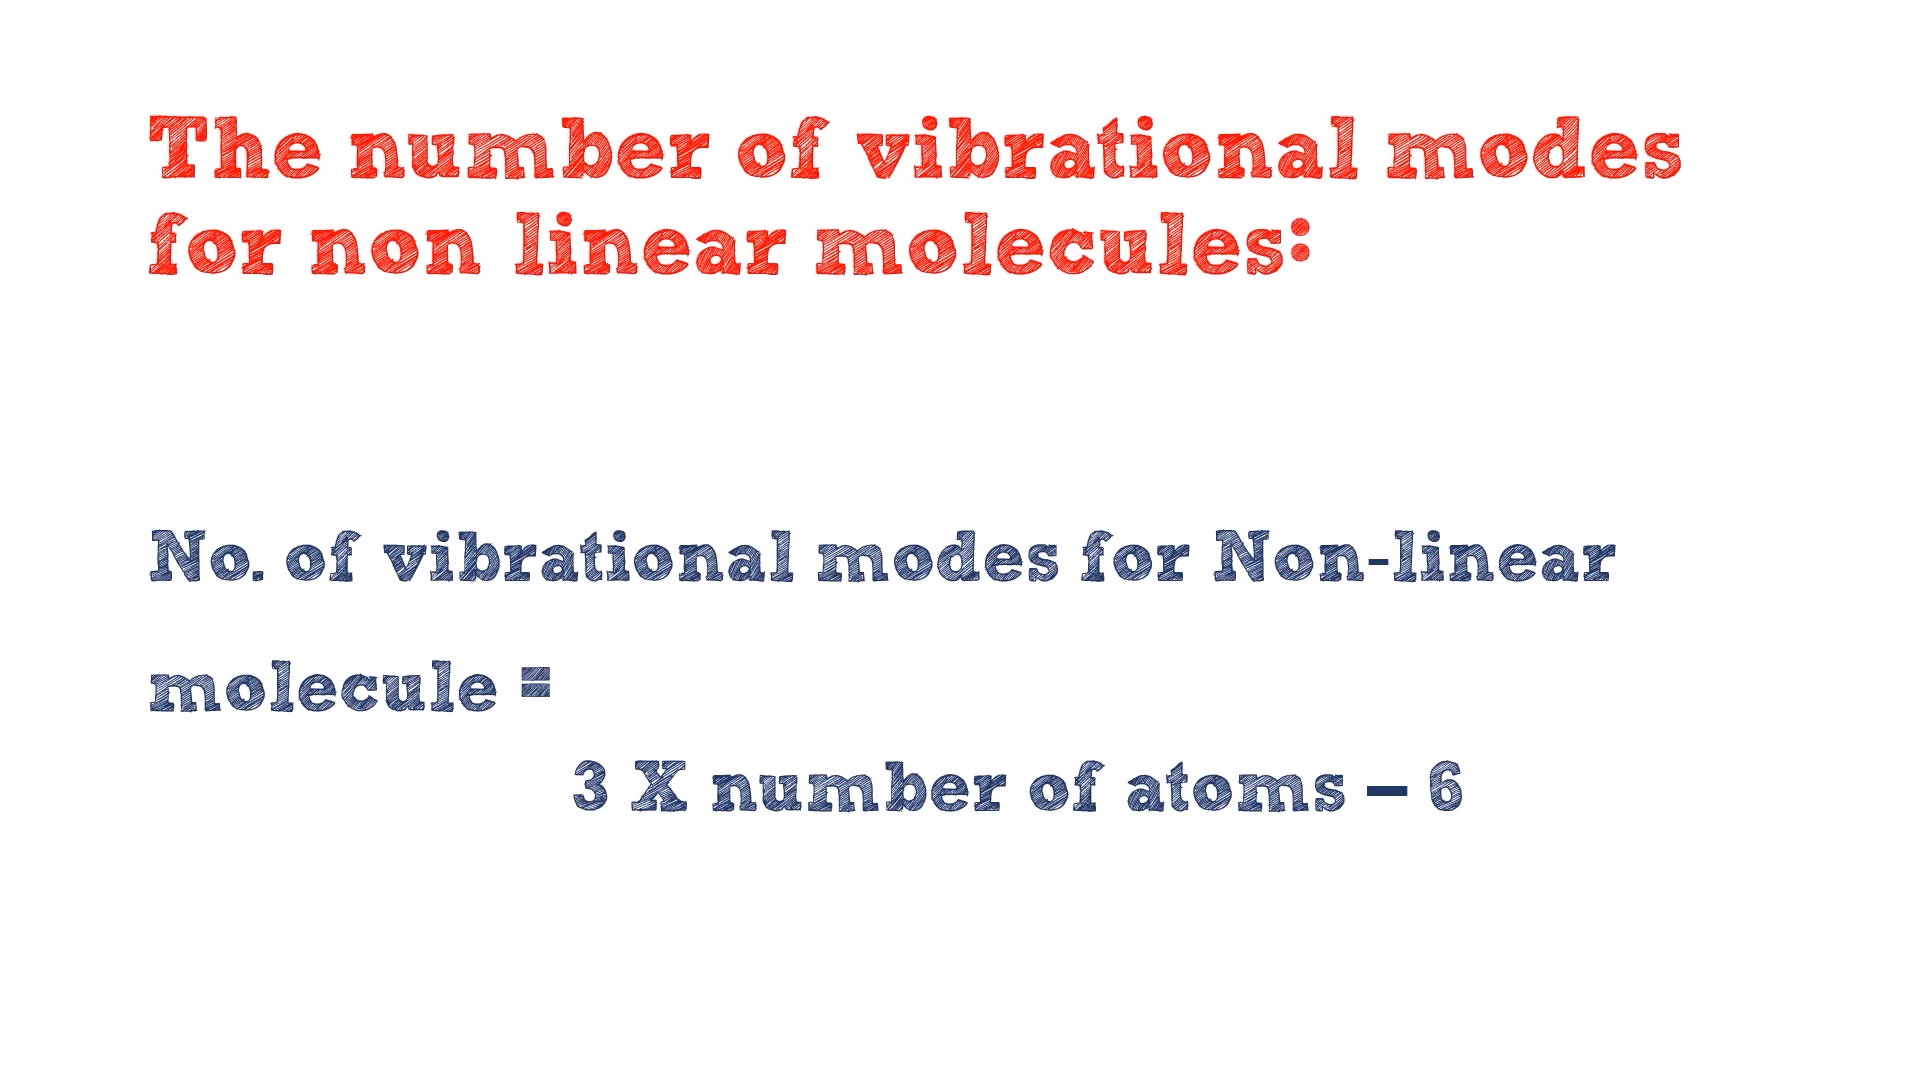 The number of vibrational modes
for non linear molecules:
No. of vibrational modes for Non-linear
molecule =
3 X number of atoms – 6